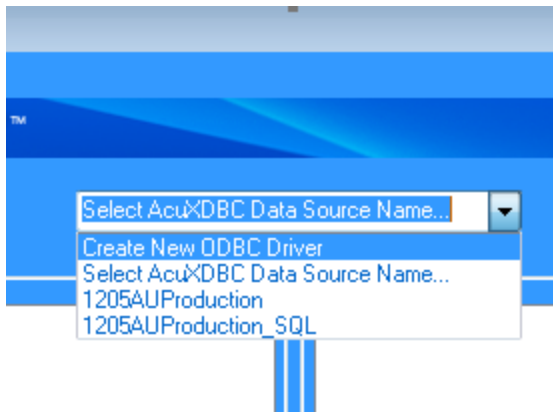 TM
Select AcuXDBC Data Source Name...
Create New ODBC Driver
Select AcuXDBC Data Source Name...
1205AUProduction
1205AUProduction_SQL